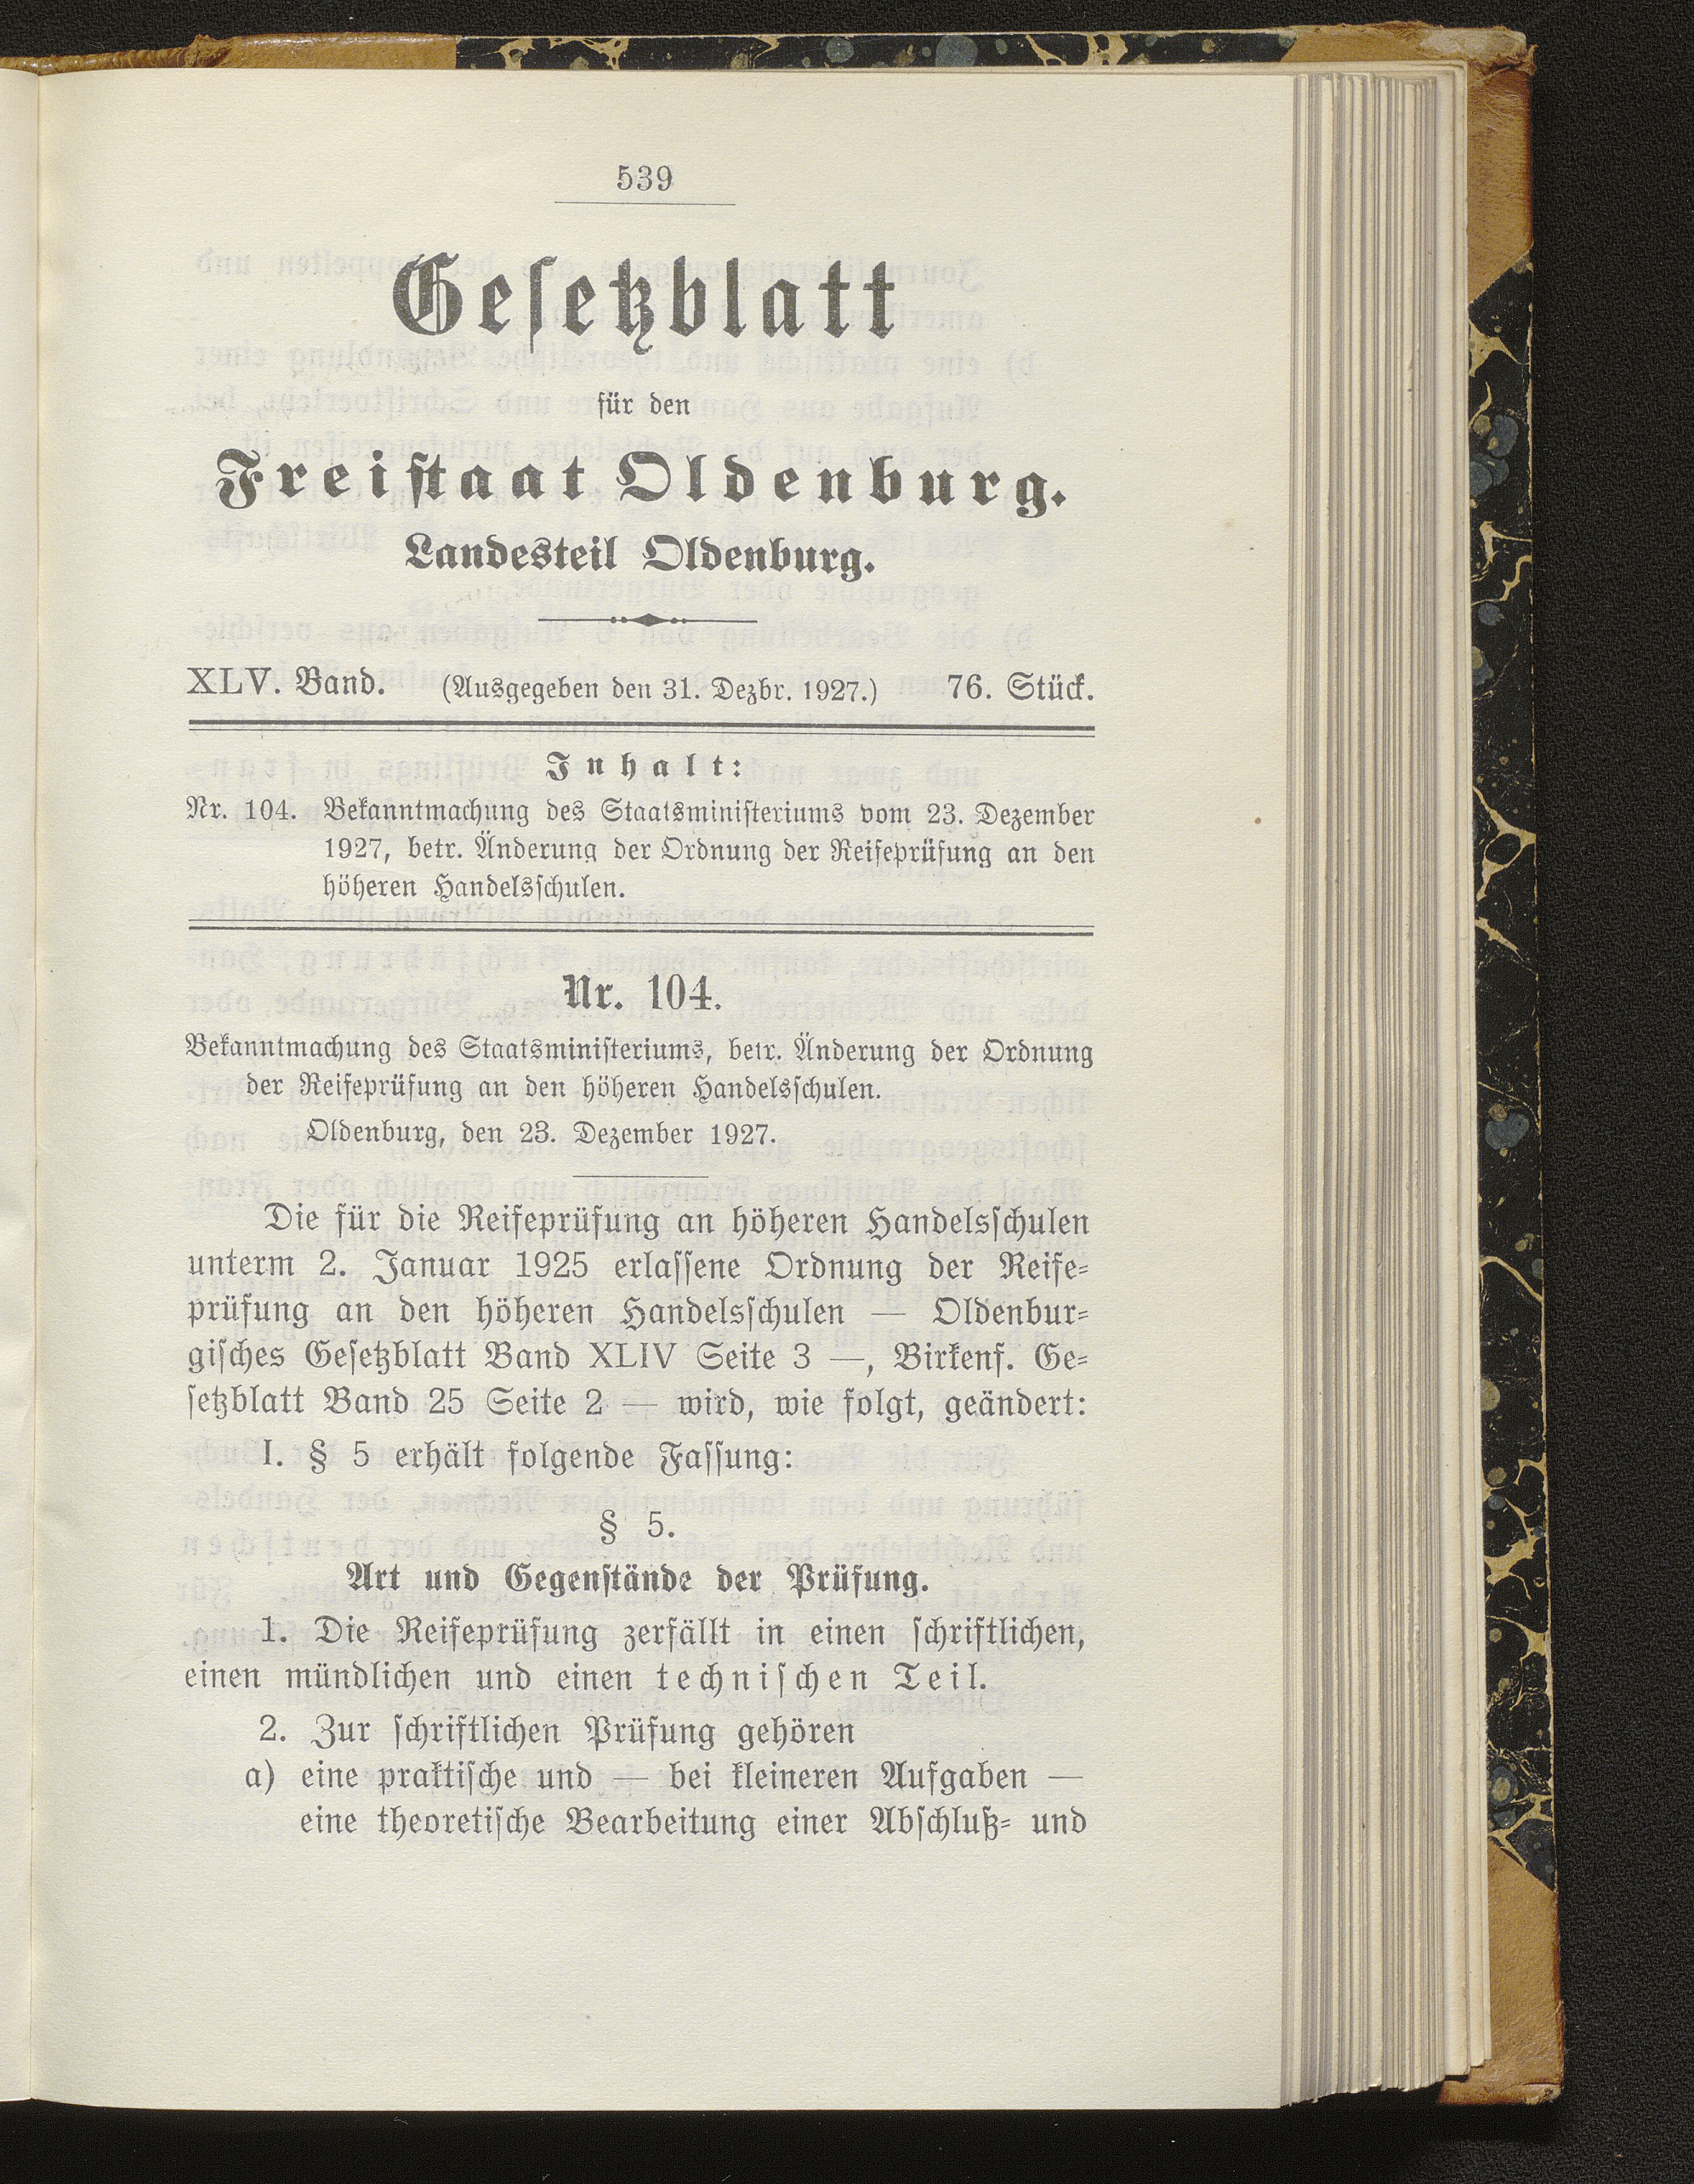 539
Gesetzblatt
für den
Freistaat Oldenburg.
Landesteil Oldenburg.
XLV. Band. (Ausgegeben den 31. Dezbr. 1927.) 76. Stück.
Inhalt:
Nr. 104. Bekanntmachung des Staatsministeriums vom 23. Dezember
1927, betr. Änderung der Ordnung der Reifeprüfung an den
höheren Handelsschulen.
Nr. 104.
Bekanntmachung des Staatsministeriums, betr. Änderung der Ordnung
der Reifeprüfung an den höheren Handelsschulen.
Oldenburg, den 23. Dezember 1927.
Die für die Reifeprüfung an höheren Handelsschulen
unterm 2. Januar 1925 erlassene Ordnung der Reife-
prüfung an den höheren Handelsschulen — Oldenbur-
gisches Gesetzblatt Band XLIV Seite 3 —, Birkenf. Ge-
setzblatt Band 25 Seite 2 — wird, wie folgt, geändert:
I. § 5 erhält folgende Fassung:
§ 5.
Art und Gegenstände der Prüfung.
1. Die Reifeprüfung zerfällt in einen schriftlichen,
einen mündlichen und einen technischen Teil.
2. Zur schriftlichen Prüfung gehören
a) eine praktische und — bei kleineren Aufgaben —
eine theoretische Bearbeitung einer Abschluß- und